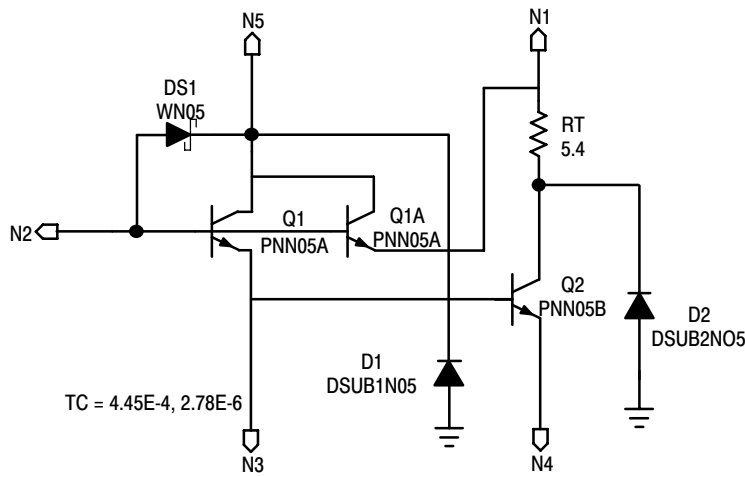 N5
N1
DS1
WN05
RT
5.4
N2
Q1
PNN05A
Q1A
PNN05A
Q2
PNN05B
D2
DSUB2NO5
D1
DSUB1N05
TC = 4.45E-4, 2.78E-6
N3
N4